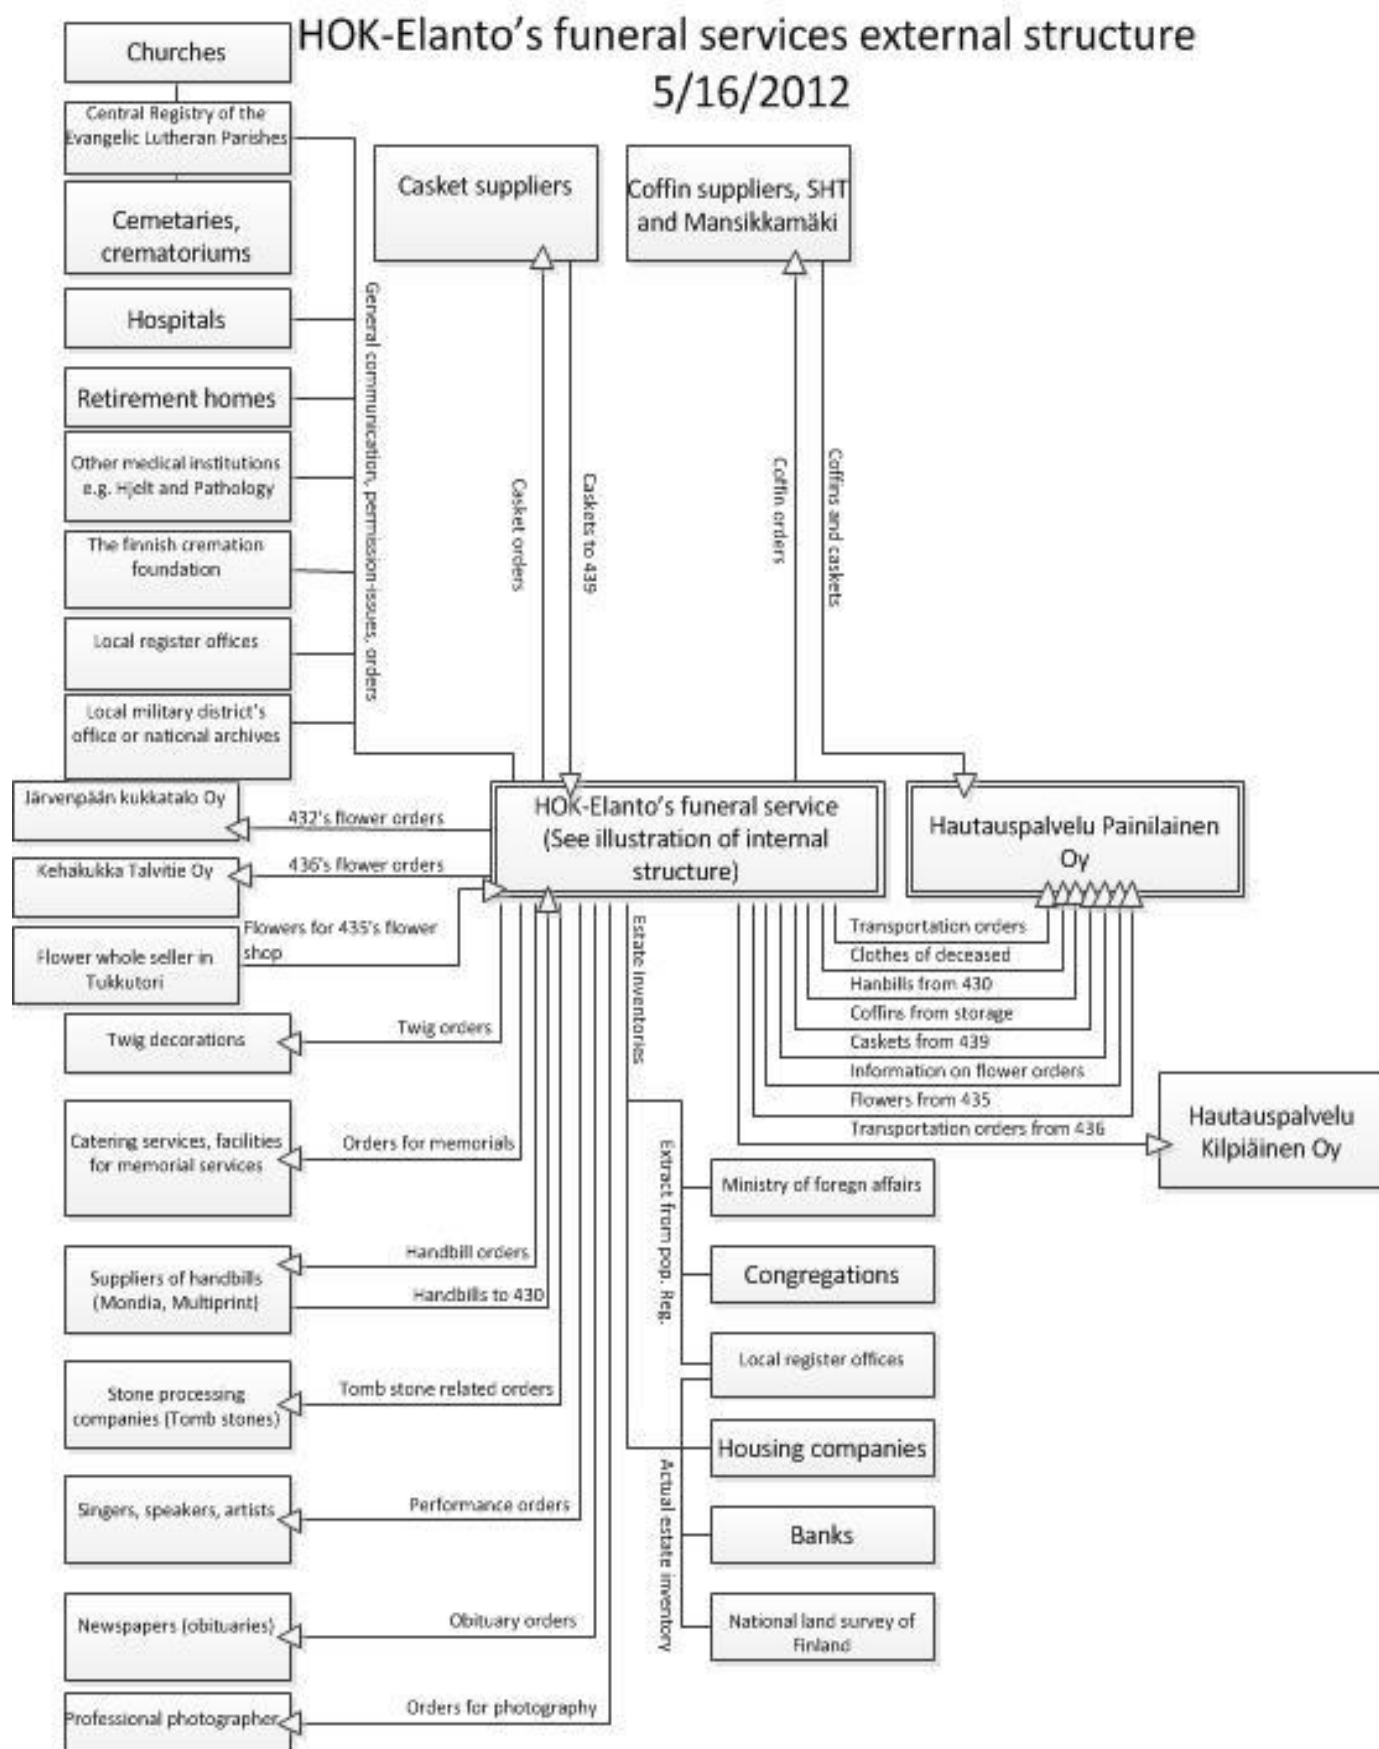 HOK-Elanto's funeral services external structure
5/16/2012
Churches
Central Registry of the
Evangelic Lutheran Parishes
Cemetaries,
crematoriums
Hospitals
Retirement homes
Other medical institutions
e.g. Hjelt and Pathology
The finnish cremation
foundation
Local register offices
Local military district's
office or national archives
General communication, permission-issues, orders
Casket suppliers
Coffin suppliers, SHT
and Mansikkamäki
Casket orders
Caskets to 439
Coffin orders
Coffins and caskets
Järvenpään kukkatalo Oy
432's flower orders
Kehäkukka Talvitie Oy
436's flower orders
Flower whole seller in
Tukkutori
Flowers for 435's flower
shop
HOK-Elanto's funeral service
(See illustration of internal
structure)
Hautauspalvelu Painilainen
Oy
Transportation orders
Clothes of deceased
Hanbills from 430
Coffins from storage
Caskets from 439
Information on flower orders
Flowers from 435
Transportation orders from 436
Hautauspalvelu
Kilpiäinen Oy
Twig decorations
Twig orders
Catering services, facilities
for memorial services
Orders for memorials
Suppliers of handbills
(Mondia, Multiprint)
Handbill orders
Handbills to 430
Stone processing
companies (Tomb stones)
Tomb stone related orders
Singers, speakers, artists
Performance orders
Newspapers (obituaries)
Obituary orders
Professional photographer
Orders for photography
Estate inventories
Extract from pop. Reg.
Actual estate inventory
Ministry of foregn affairs
Congregations
Local register offices
Housing companies
Banks
National land survey of
Finland